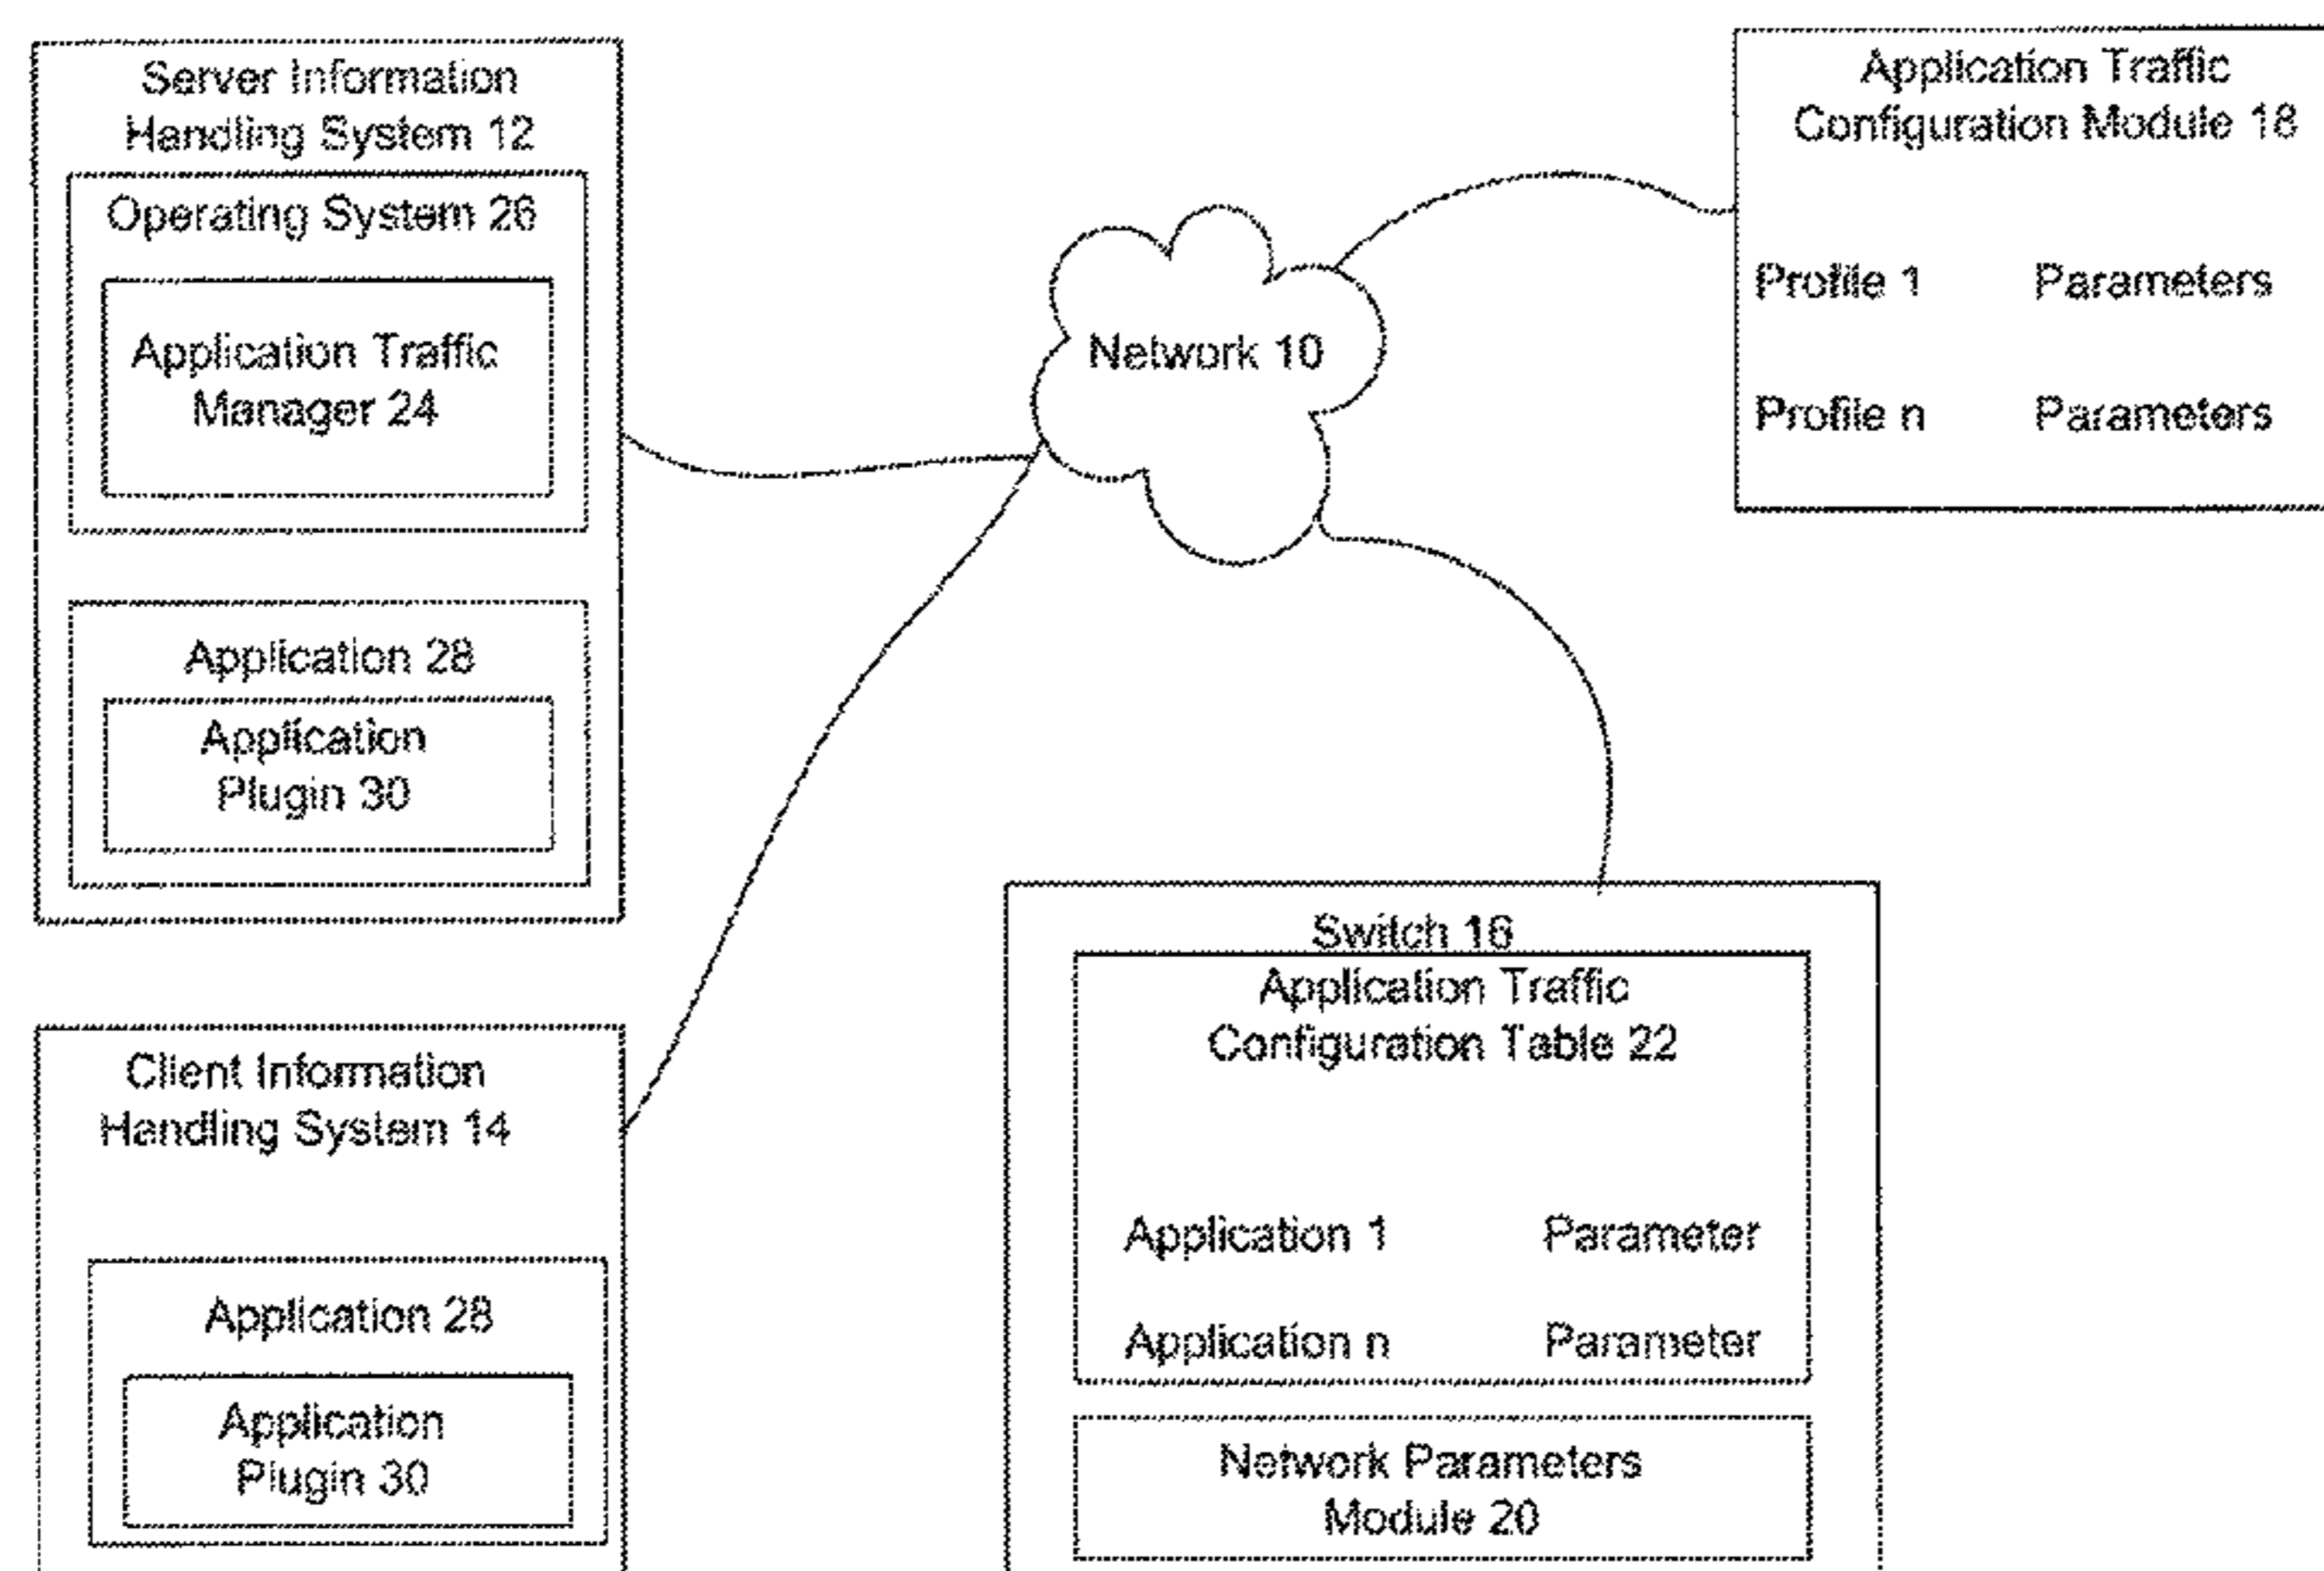 Server Information
Handling System 12
Operating System 26
Application Traffic
Manager 24
Application 28
Application
Plugin 30
Client Information
Handling System 14
Application 28
Application
Plugin 30
Network 10
Application Traffic
Configuration Module 18
Profile 1 Parameters
Profile n Parameters
Switch 16
Application Traffic
Configuration Table 22
Application 1 Parameter
Application n Parameter
Network Parameters
Module 20